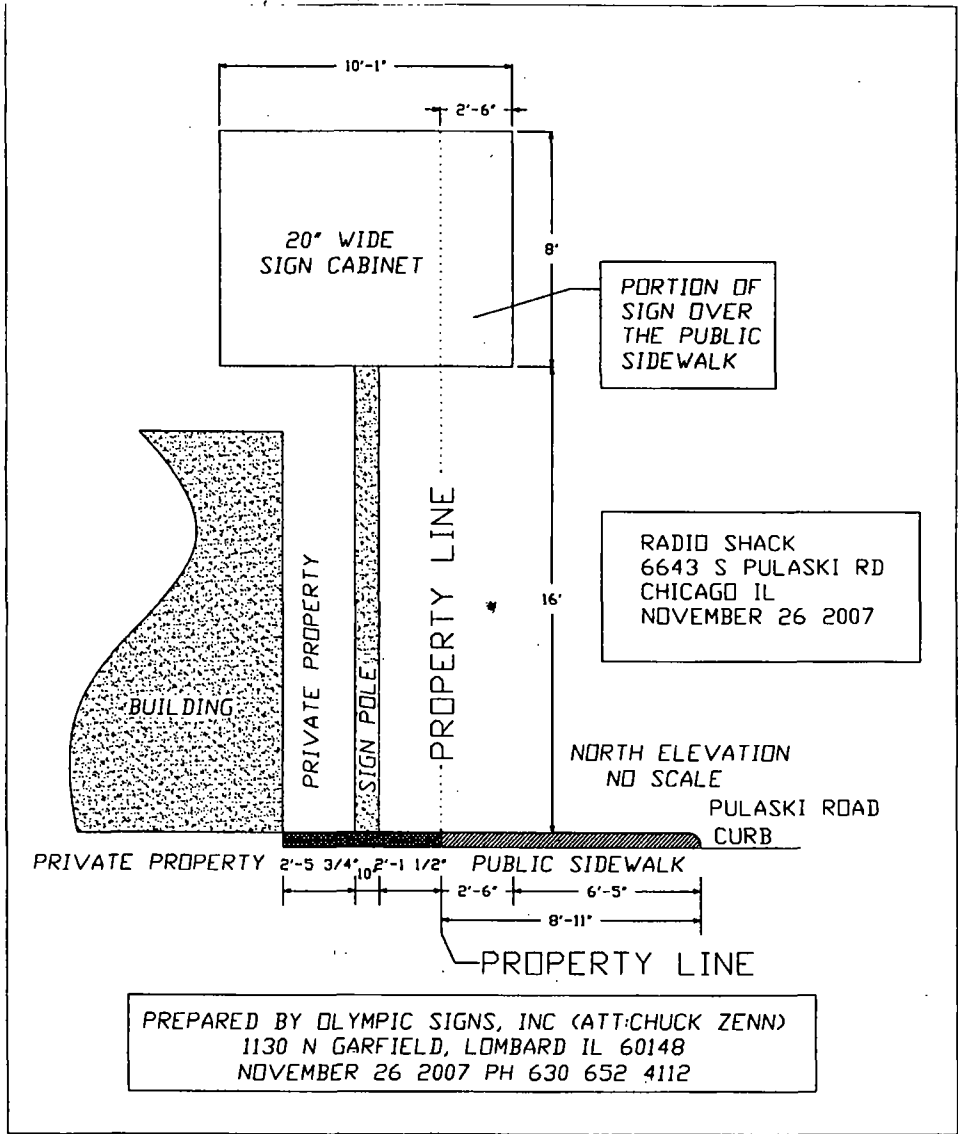 10'-1"
2'-6"
20" WIDE
SIGN CABINET
8'
PORTION OF
SIGN OVER
THE PUBLIC
SIDEWALK
PRIVATE PROPERTY
SIGN POLE
PROPERTY LINE
16'
RADIO SHACK
6643 S PULASKI RD
CHICAGO IL
NOVEMBER 26 2007
BUILDING
NORTH ELEVATION
NO SCALE
PULASKI ROAD
CURB
PRIVATE PROPERTY 2'-5 3/4" 10" 2'-1 1/2" PUBLIC SIDEWALK
2'-6" 6'-5"
8'-11"
PROPERTY LINE
PREPARED BY OLYMPIC SIGNS, INC (ATT:CHUCK ZENN)
1130 N GARFIELD, LOMBARD IL 60148
NOVEMBER 26 2007 PH 630 652 4112